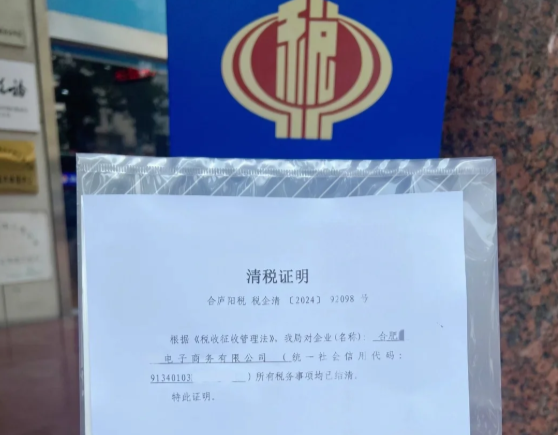 税
清税证明
合庐阳税 税企清 〔2024〕 92098 号
根据《税收征收管理法》、我局对企业(名称): 合肥
电子商务有限公司 (统一社会信用代码:
91340103 )所有税务事项均已结清。
特此证明。